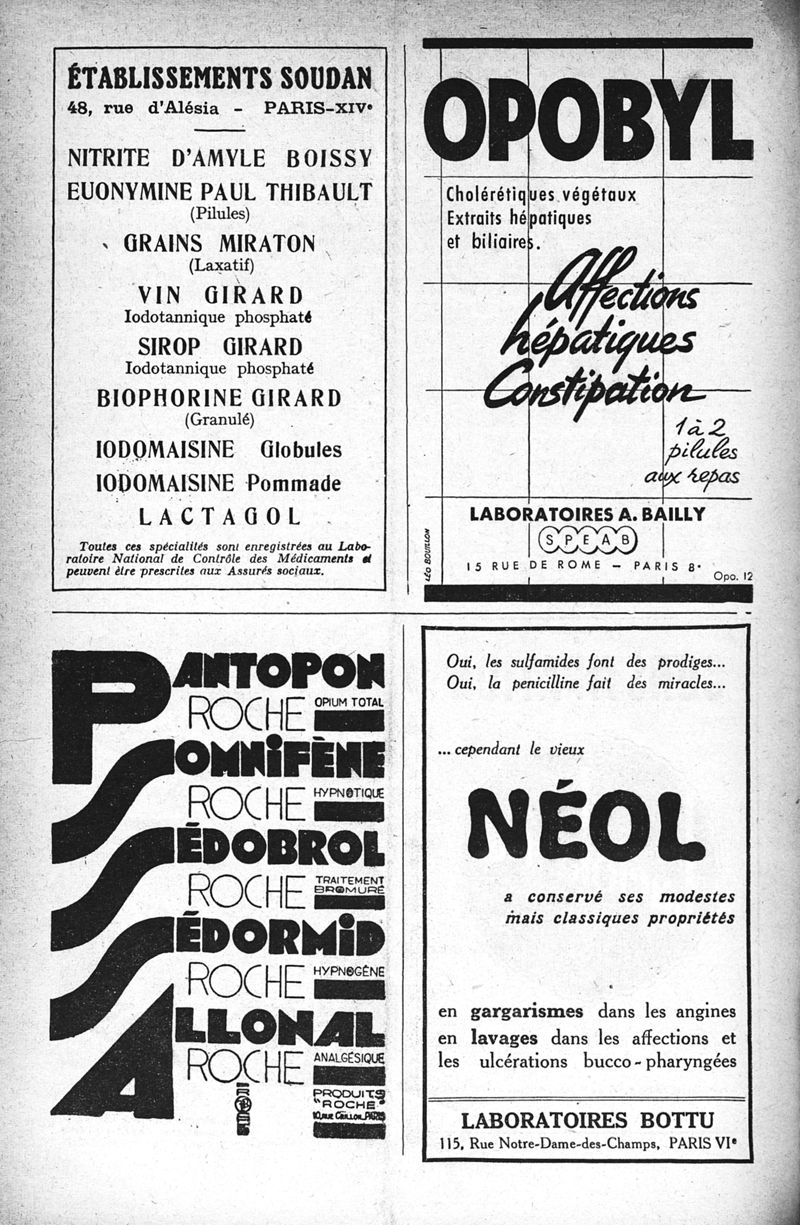 ÉTABLISSEMENTS SOUDAN
48, rue d'Alésia – PARIS-XIVe
NITRITE D'AMYLE BOISSY
EUONYMINE PAUL THIBAULT
(Pilules)
GRAINS MIRATON
(Laxatif)
VIN GIRARD
Iodotannique phosphaté
SIROP GIRARD
Iodotannique phosphaté
BIOPHORINE GIRARD
(Granulé)
IODOMAISINE Globules
IODOMAISINE Pommade
LACTAGOL
Toutes ces spécialités sont enregistrées au Labo-
ratoire National de Contrôle des Médicaments et
peuvent être prescrites aux Assurés sociaux.
OPOBYL
Cholérétiques végétaux
Extraits hépatiques
et biliaires.
Affections
hépatiques
Constipation
1 à 2
pilules
aux repas
LABORATOIRES A. BAILLY
SPEAB
15 RUE DE ROME – PARIS 8e
LÉO BOUILLON
Opo. 12
PANTOPON
ROCHE OPIUM TOTAL
SOMNIFÈNE
ROCHE HYPNOTIQUE
SÉDOBROL
ROCHE TRAITEMENT
BROMURÉ
SÉDORMID
ROCHE HYPNOGÈNE
ALLONAL
ROCHE ANALGÉSIQUE
ROCHE
PRODUITS
"ROCHE"
10, RUE CRILLON, PARIS
Oui, les sulfamides font des prodiges...
Oui, la penicilline fait des miracles...
... cependant le vieux
NÉOL
a conservé ses modestes
mais classiques propriétés
en gargarismes dans les angines
en lavages dans les affections et
les ulcérations bucco-pharyngées
LABORATOIRES BOTTU
115, Rue Notre-Dame-des-Champs, PARIS VIe